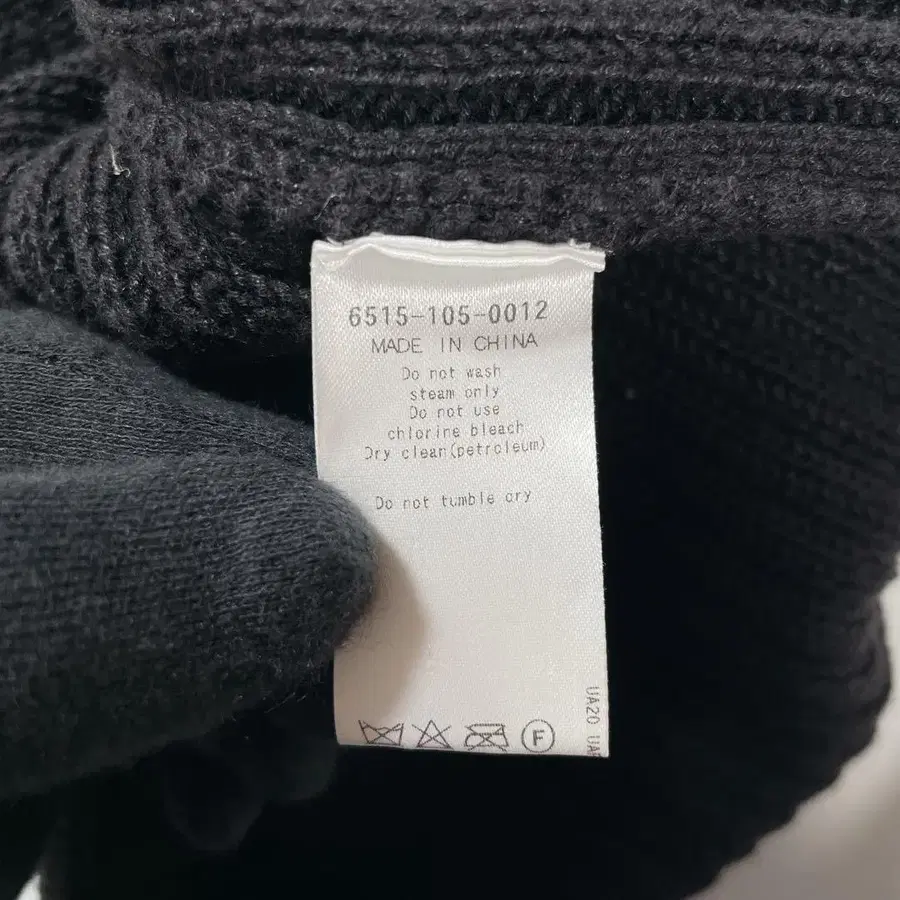 6515-105-0012
MADE IN CHINA
Do not wash
steam only
Do not use
chlorine bleach
Dry clean(petroleum)
Do not tumble dry
F
UA20